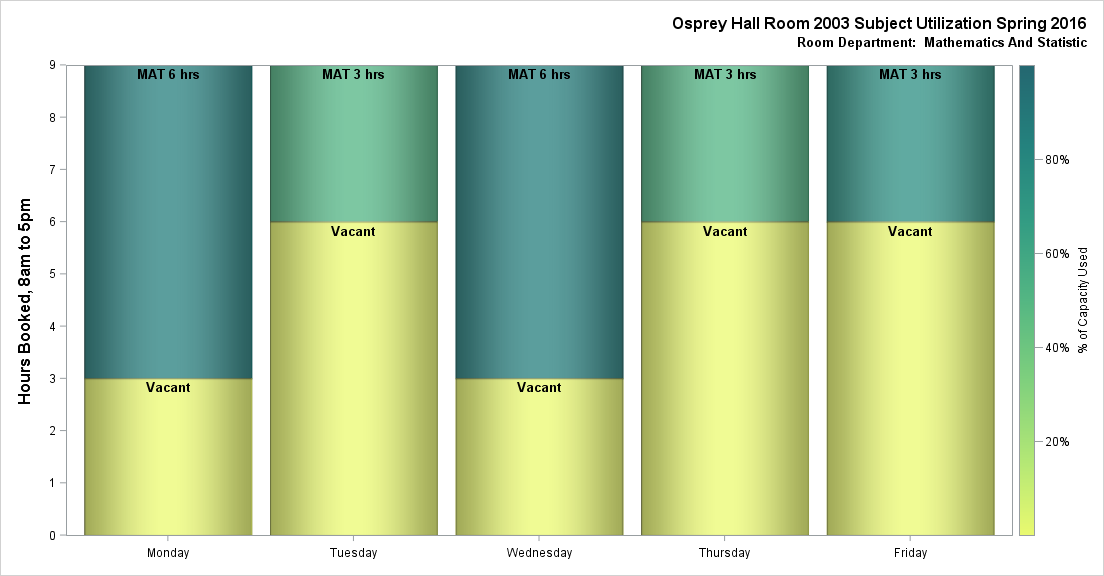 Osprey Hall Room 2003 Subject Utilization Spring 2016
Room Department:  Mathematics And Statistic
Hours Booked, 8am to 5pm
9
8
7
6
5
4
3
2
1
0
MAT 6 hrs
MAT 3 hrs
MAT 6 hrs
MAT 3 hrs
MAT 3 hrs
Vacant
Vacant
Vacant
Vacant
Vacant
Monday
Tuesday
Wednesday
Thursday
Friday
80%
60%
40%
20%
% of Capacity Used